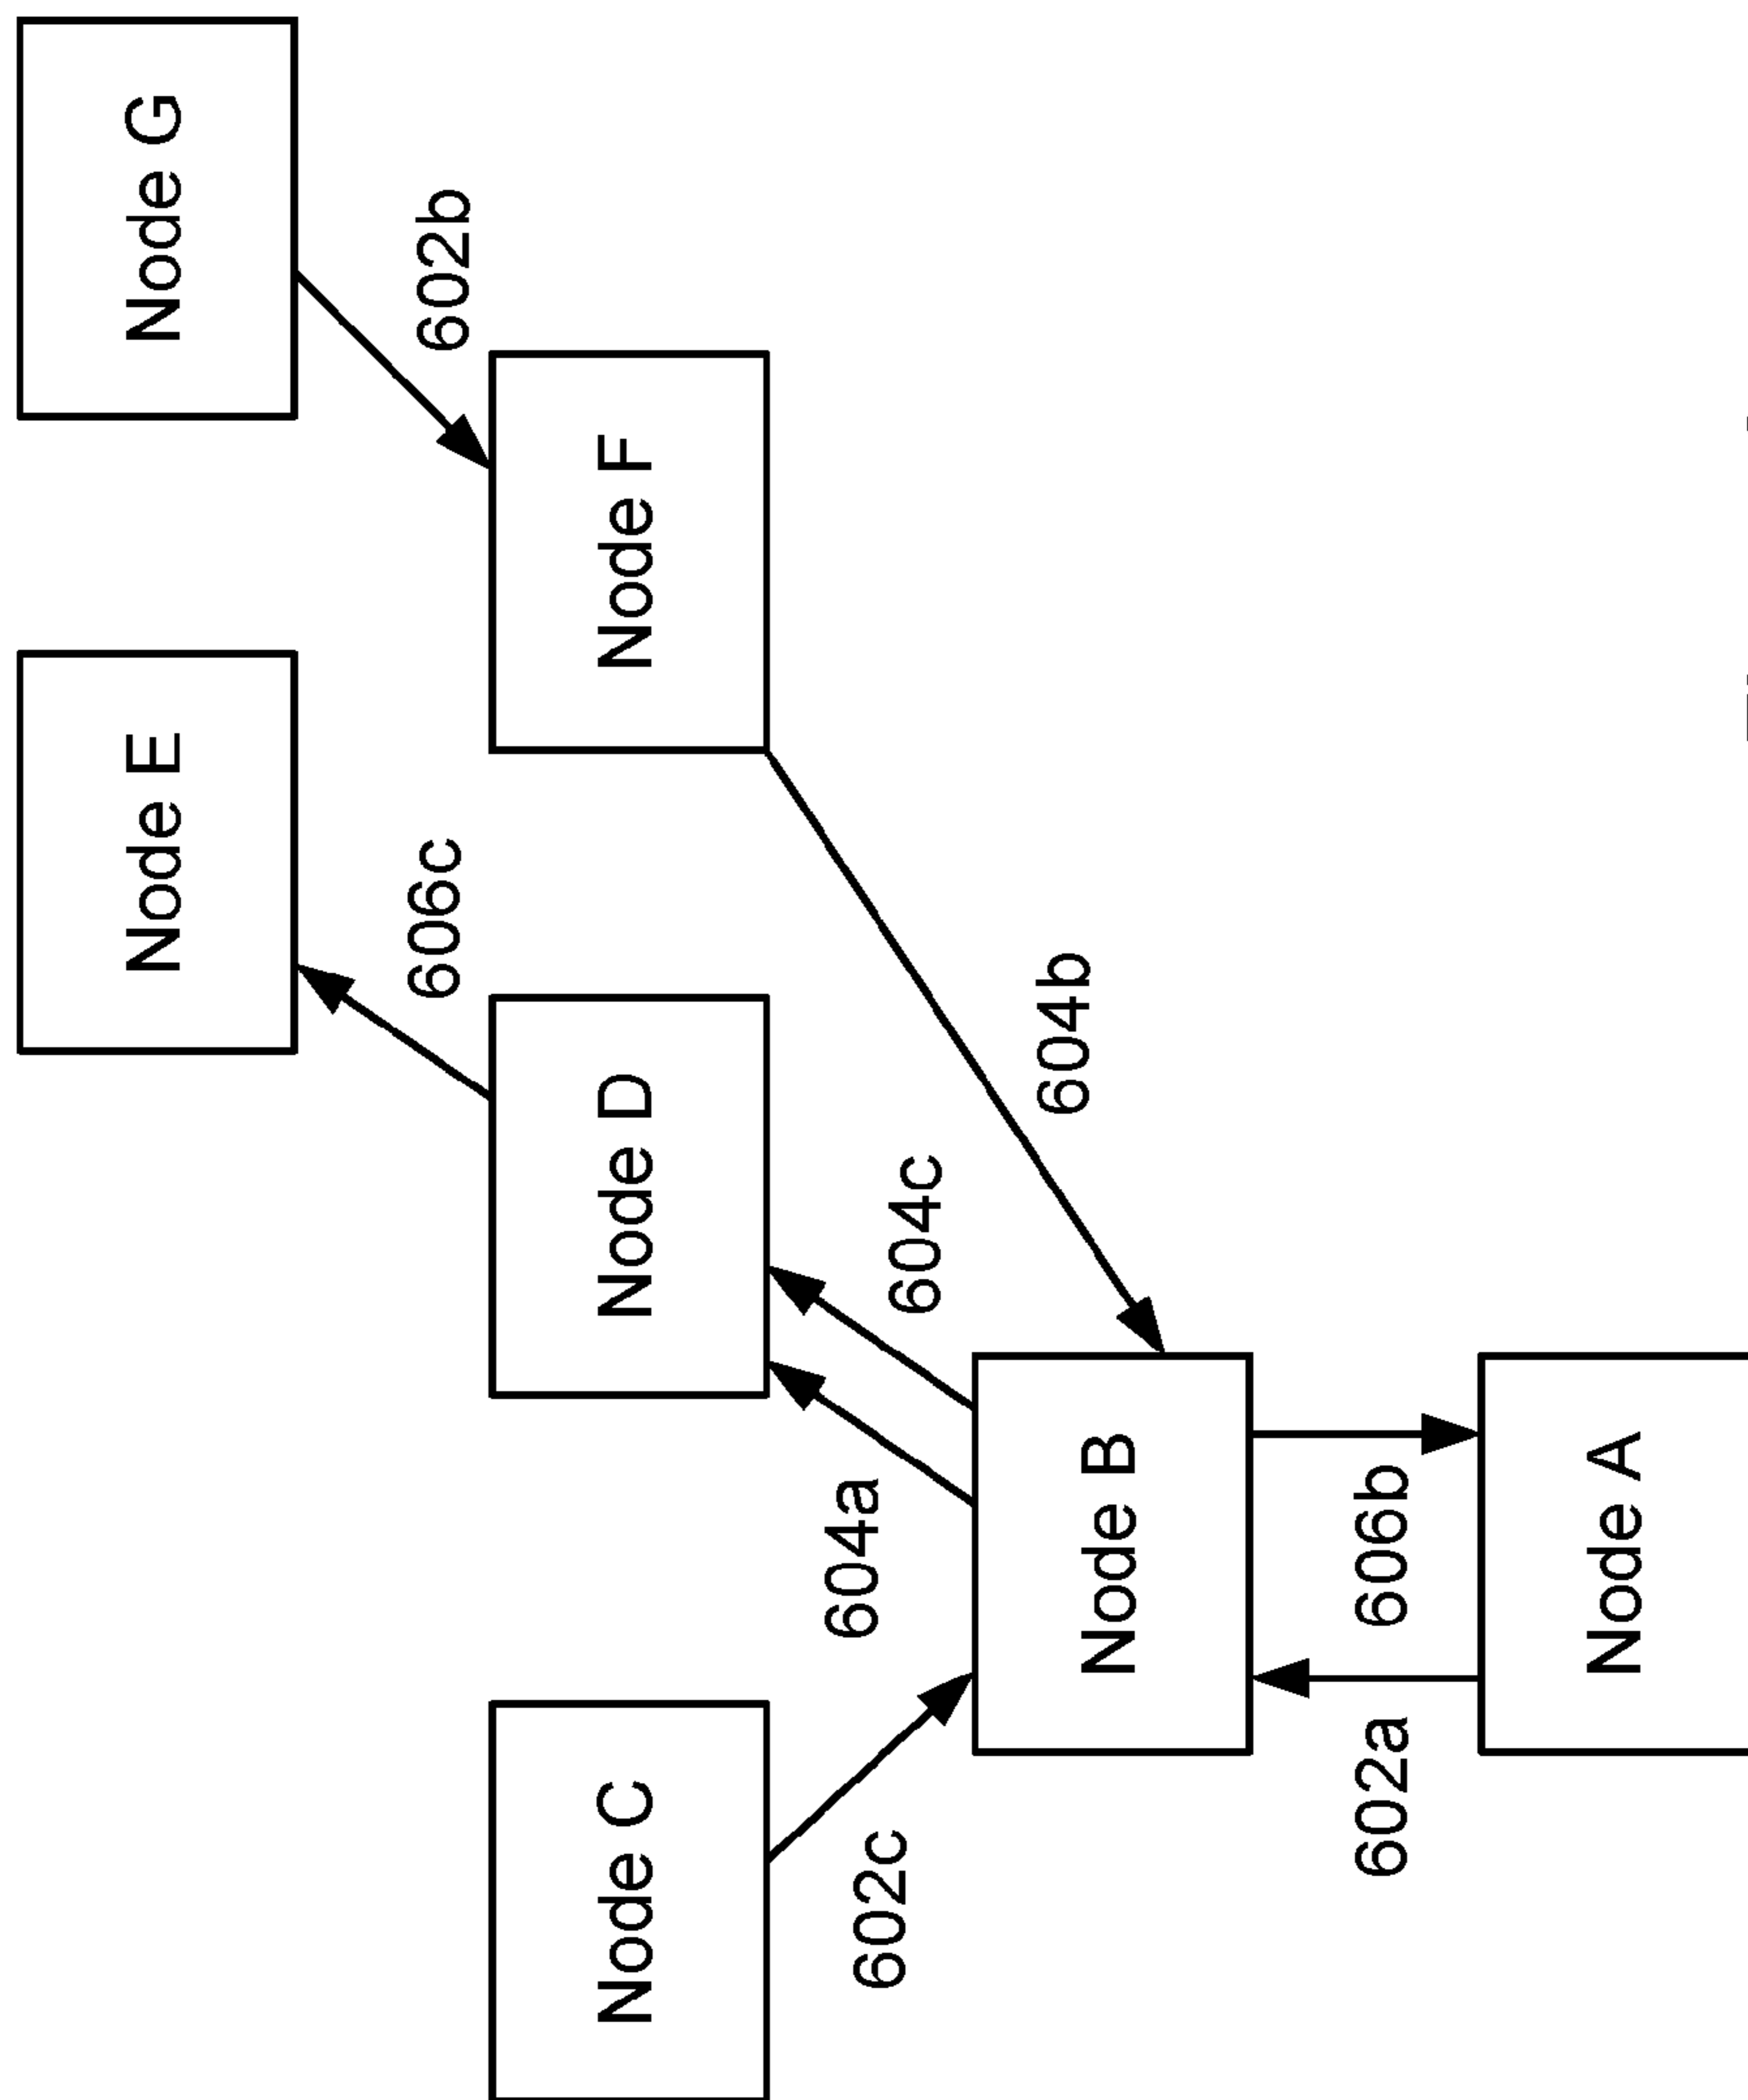 Node E
Node G
606c
602b
Node C
Node D
Node F
602c
604a
604c
604b
Node B
602a
606b
Node A